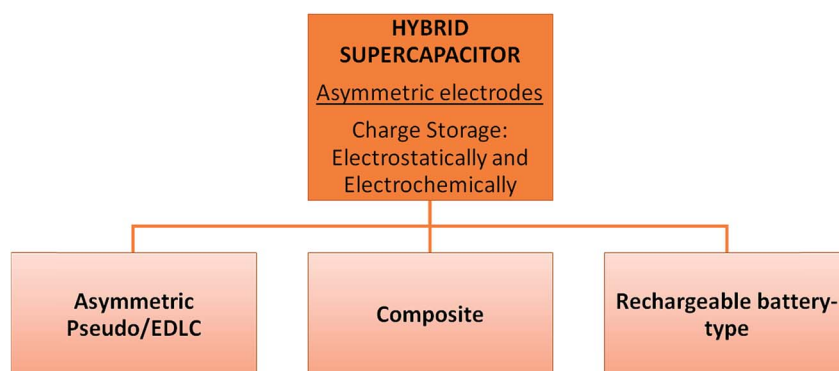 HYBRID
SUPERCAPACITOR
Asymmetric electrodes
Charge Storage:
Electrostatically and
Electrochemically
Asymmetric
Pseudo/EDLC
Composite
Rechargeable battery-
type